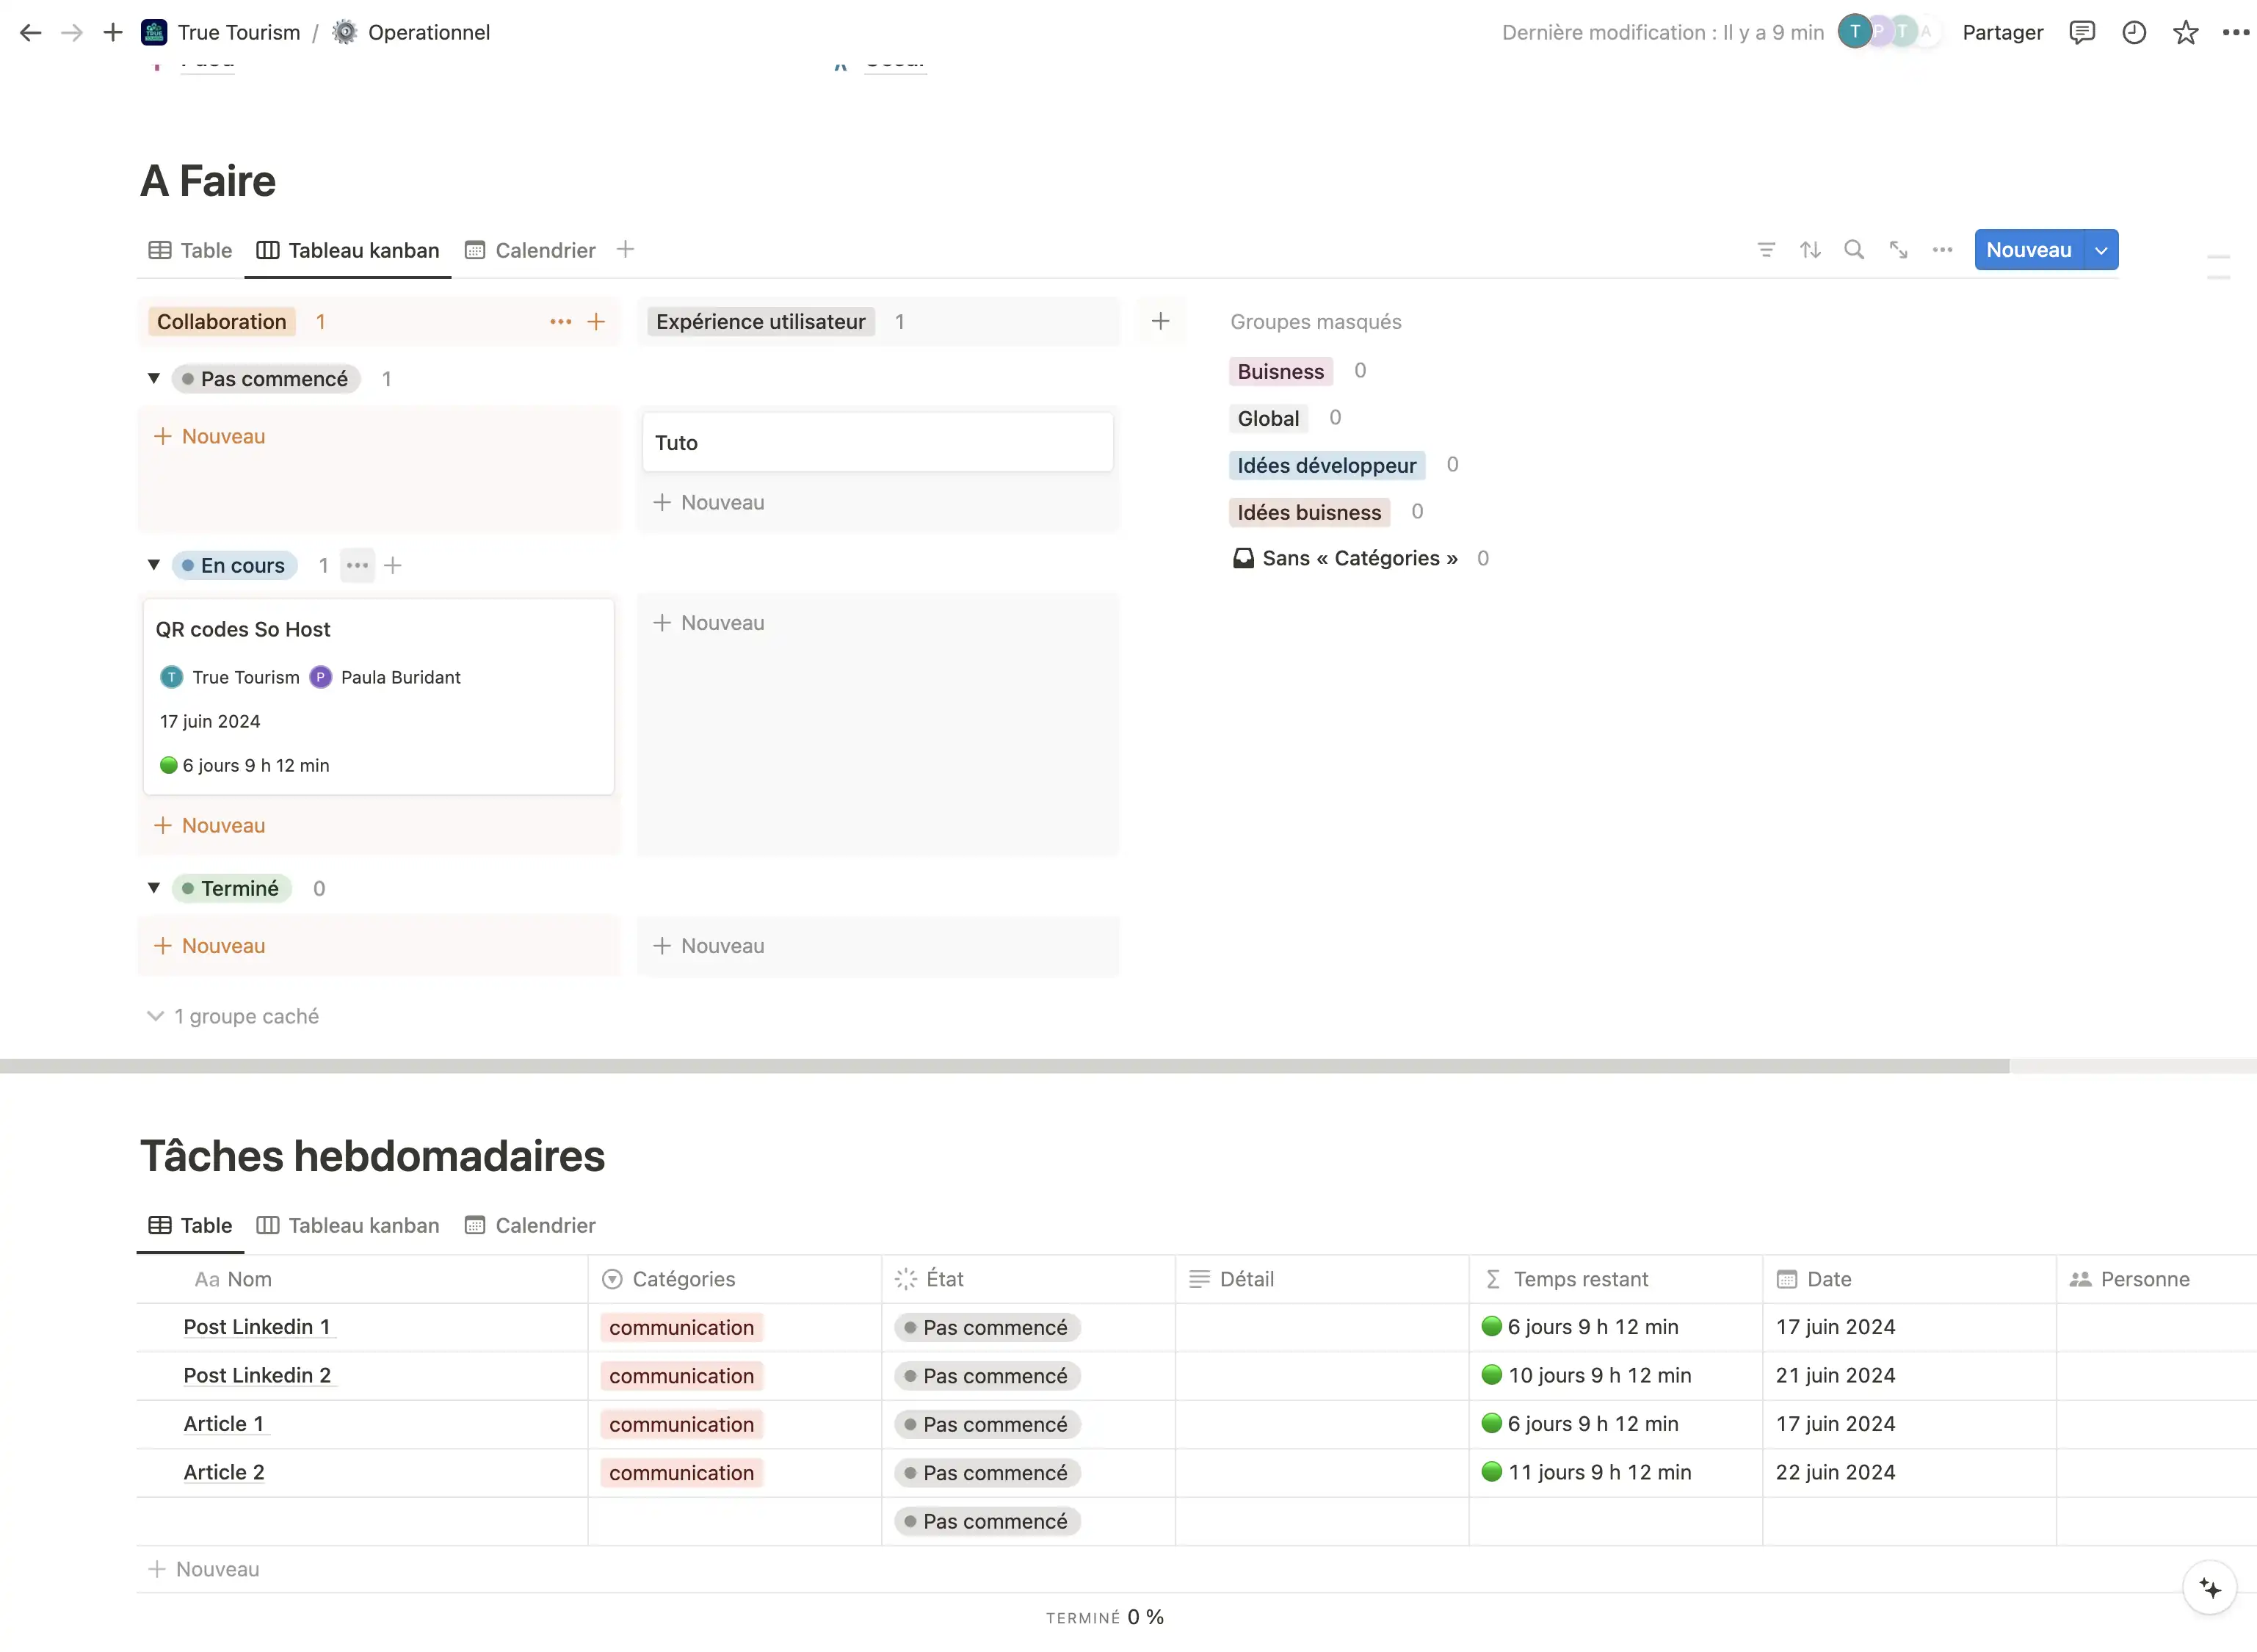 True Tourism / Operationnel
Dernière modification : Il y a 9 min
T P T A
Partager
A Faire
Table
Tableau kanban
Calendrier
Nouveau
Collaboration 1
Expérience utilisateur 1
Groupes masqués
Buisness 0
Global 0
Idées développeur 0
Idées buisness 0
Sans « Catégories » 0
Pas commencé 1
Nouveau
Tuto
Nouveau
En cours 1
QR codes So Host
T True Tourism P Paula Buridant
17 juin 2024
6 jours 9 h 12 min
Nouveau
Nouveau
Terminé 0
Nouveau
Nouveau
1 groupe caché
Tâches hebdomadaires
Table
Tableau kanban
Calendrier
Aa Nom Catégories État Détail Σ Temps restant Date Personne
Post Linkedin 1 communication Pas commencé 6 jours 9 h 12 min 17 juin 2024
Post Linkedin 2 communication Pas commencé 10 jours 9 h 12 min 21 juin 2024
Article 1 communication Pas commencé 6 jours 9 h 12 min 17 juin 2024
Article 2 communication Pas commencé 11 jours 9 h 12 min 22 juin 2024
Pas commencé
Nouveau
TERMINÉ 0 %